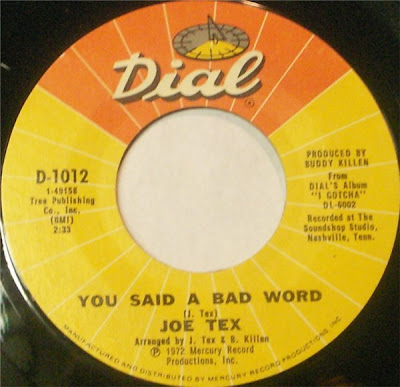 Dial
®
D-1012
1-49158
Tree Publishing
Co., Inc.
(BMI)
2:33
PRODUCED BY
BUDDY KILLEN
From
DIAL'S Album
"I GOTCHA"
DL-6002
Recorded at The
Soundshop Studio,
Nashville, Tenn.
YOU SAID A BAD WORD
(J. Tex)
JOE TEX
Arranged by J. Tex & B. Killen
℗ 1972 Mercury Record
Productions, Inc.
MANUFACTURED AND DISTRIBUTED BY MERCURY RECORD PRODUCTIONS, INC.